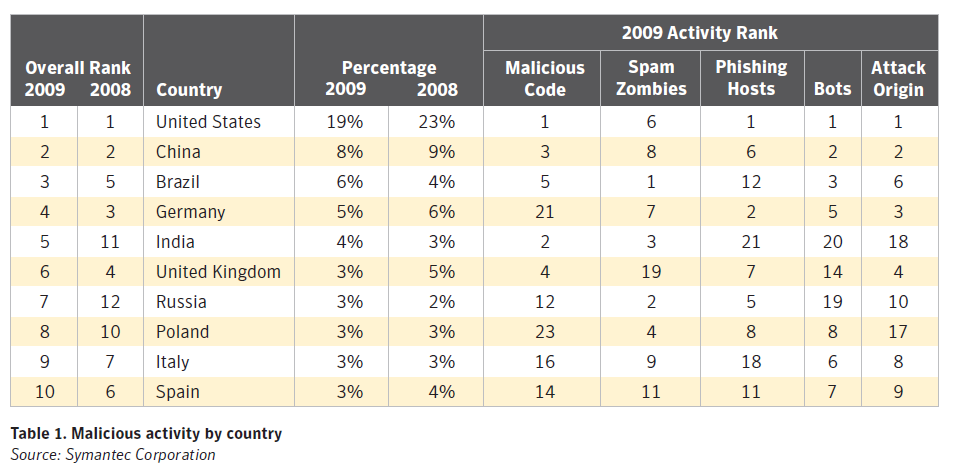 2009 Activity Rank
Overall Rank Percentage Malicious Spam Phishing Attack
2009 2008 Country 2009 2008 Code Zombies Hosts Bots Origin
1 1 United States 19% 23% 1 6 1 1 1
2 2 China 8% 9% 3 8 6 2 2
3 5 Brazil 6% 4% 5 1 12 3 6
4 3 Germany 5% 6% 21 7 2 5 3
5 11 India 4% 3% 2 3 21 20 18
6 4 United Kingdom 3% 5% 4 19 7 14 4
7 12 Russia 3% 2% 12 2 5 19 10
8 10 Poland 3% 3% 23 4 8 8 17
9 7 Italy 3% 3% 16 9 18 6 8
10 6 Spain 3% 4% 14 11 11 7 9
Table 1. Malicious activity by country
Source: Symantec Corporation